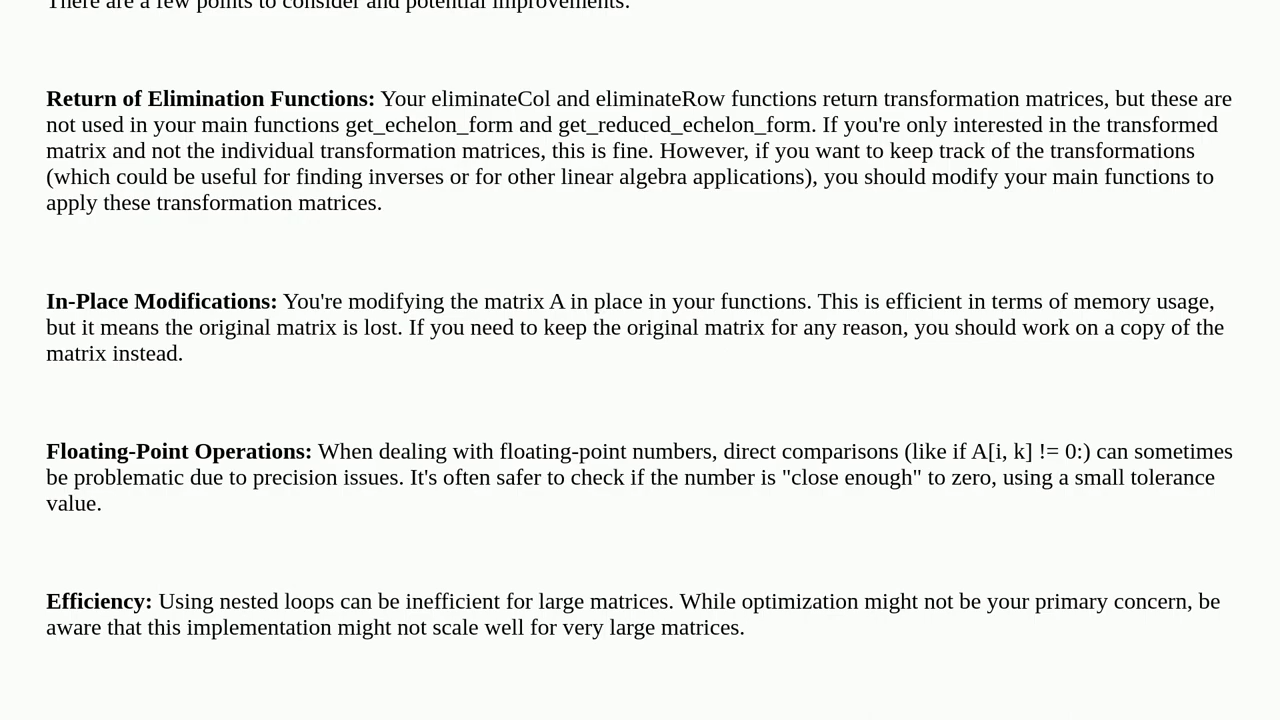 There are a few points to consider and potential improvements:
Return of Elimination Functions: Your eliminateCol and eliminateRow functions return transformation matrices, but these are
not used in your main functions get_echelon_form and get_reduced_echelon_form. If you're only interested in the transformed
matrix and not the individual transformation matrices, this is fine. However, if you want to keep track of the transformations
(which could be useful for finding inverses or for other linear algebra applications), you should modify your main functions to
apply these transformation matrices.
In-Place Modifications: You're modifying the matrix A in place in your functions. This is efficient in terms of memory usage,
but it means the original matrix is lost. If you need to keep the original matrix for any reason, you should work on a copy of the
matrix instead.
Floating-Point Operations: When dealing with floating-point numbers, direct comparisons (like if A[i, k] != 0:) can sometimes
be problematic due to precision issues. It's often safer to check if the number is "close enough" to zero, using a small tolerance
value.
Efficiency: Using nested loops can be inefficient for large matrices. While optimization might not be your primary concern, be
aware that this implementation might not scale well for very large matrices.